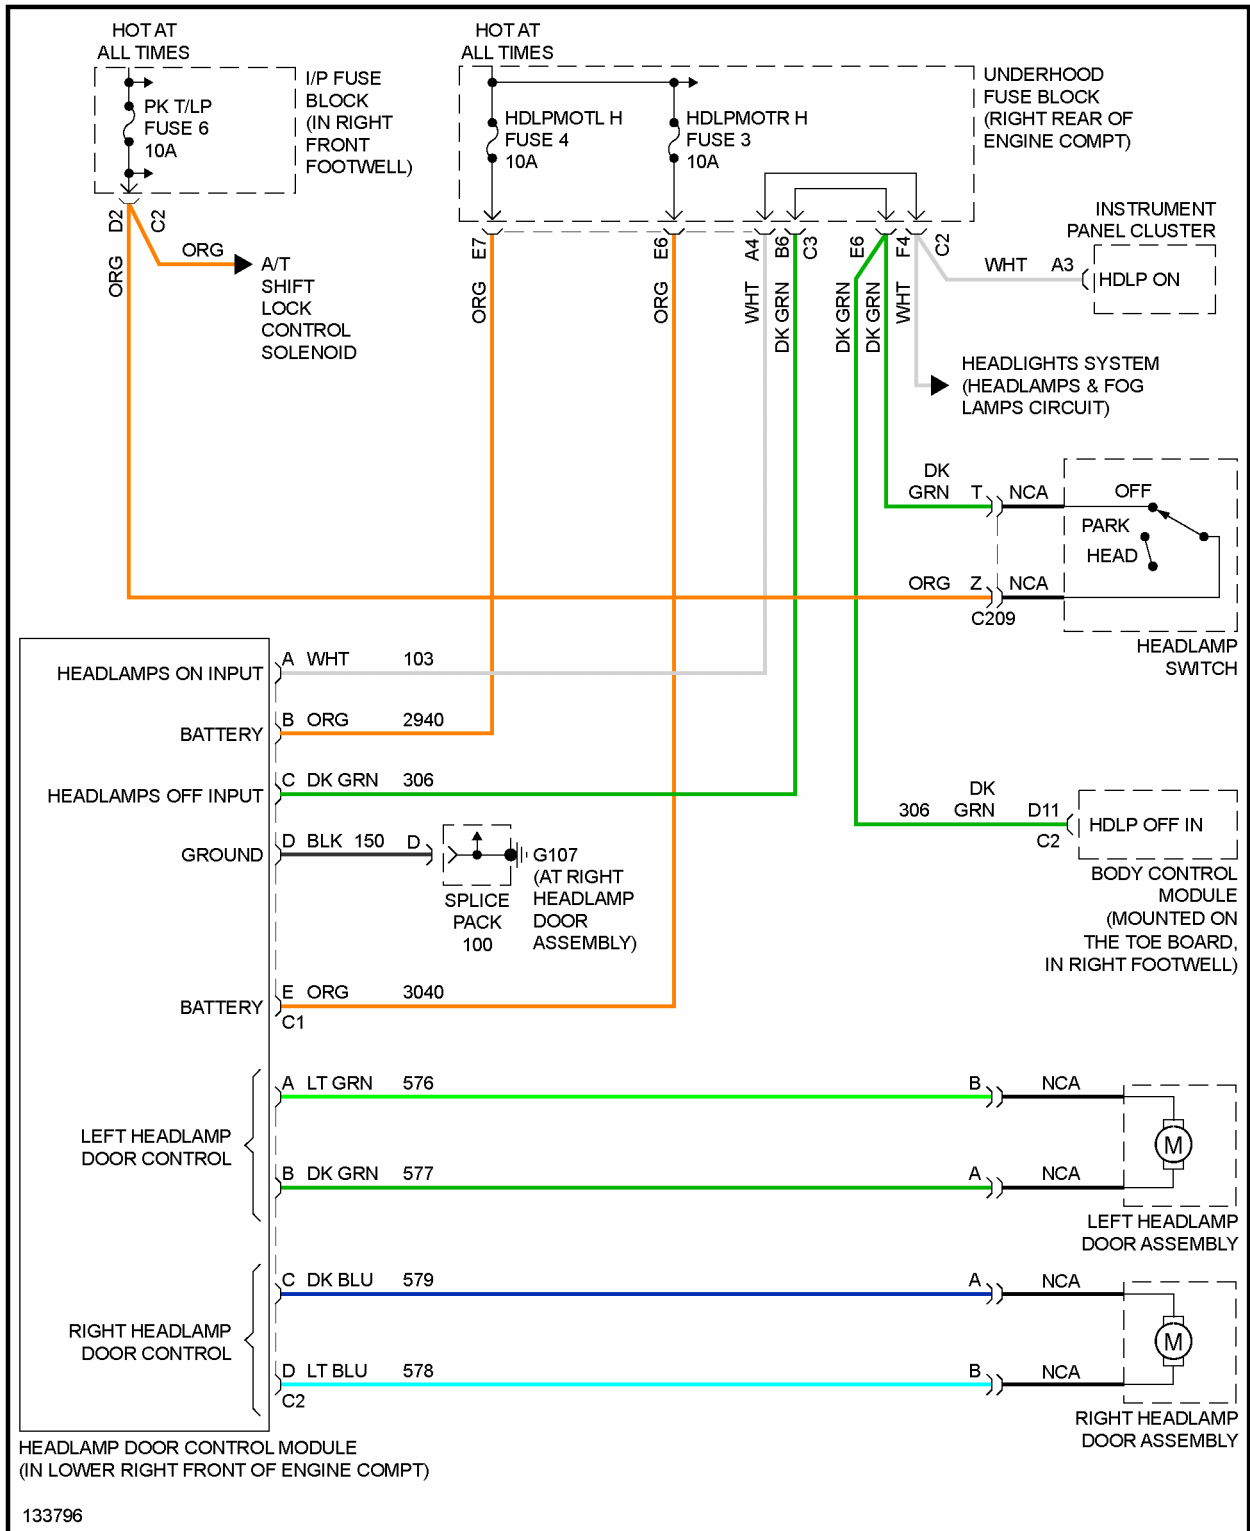 HOT AT
ALL TIMES
I/P FUSE
BLOCK
(IN RIGHT
FRONT
FOOTWELL)
PK T/LP
FUSE 6
10A
D2
C2
ORG
ORG
A/T
SHIFT
LOCK
CONTROL
SOLENOID
HOT AT
ALL TIMES
HDLPMOTL H
FUSE 4
10A
HDLPMOTR H
FUSE 3
10A
UNDERHOOD
FUSE BLOCK
(RIGHT REAR OF
ENGINE COMPT)
E7
E6
A4
B6
C3
E6
F4
C2
ORG
ORG
WHT
DK GRN
DK GRN
DK GRN
WHT
INSTRUMENT
PANEL CLUSTER
WHT A3
HDLP ON
HEADLIGHTS SYSTEM
(HEADLAMPS & FOG
LAMPS CIRCUIT)
DK
GRN T NCA
OFF
PARK
HEAD
ORG Z NCA
C209
HEADLAMP
SWITCH
HEADLAMPS ON INPUT A WHT 103
BATTERY B ORG 2940
HEADLAMPS OFF INPUT C DK GRN 306
GROUND D BLK 150 D
G107
(AT RIGHT
HEADLAMP
DOOR
ASSEMBLY)
SPLICE
PACK
100
DK
306 GRN D11
C2
HDLP OFF IN
BODY CONTROL
MODULE
(MOUNTED ON
THE TOE BOARD,
IN RIGHT FOOTWELL)
BATTERY E ORG 3040
C1
LEFT HEADLAMP
DOOR CONTROL
A LT GRN 576 B NCA
B DK GRN 577 A NCA
M
LEFT HEADLAMP
DOOR ASSEMBLY
RIGHT HEADLAMP
DOOR CONTROL
C DK BLU 579 A NCA
D LT BLU 578 B NCA
C2
M
RIGHT HEADLAMP
DOOR ASSEMBLY
HEADLAMP DOOR CONTROL MODULE
(IN LOWER RIGHT FRONT OF ENGINE COMPT)
133796